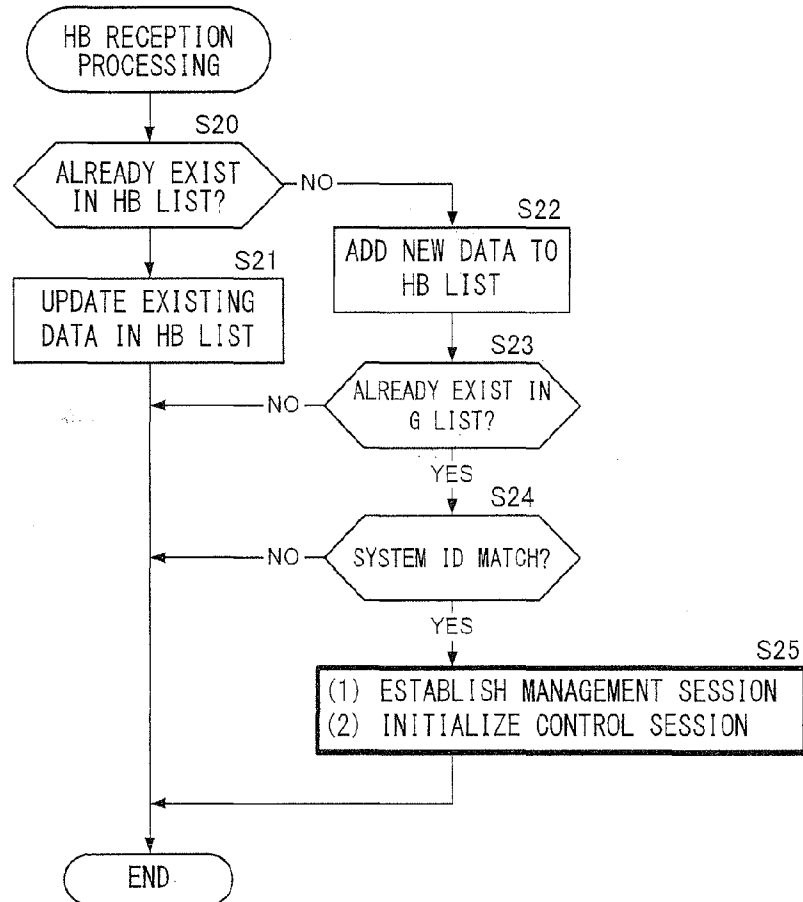 HB RECEPTION
PROCESSING
S20
ALREADY EXIST
IN HB LIST?
NO
S21
UPDATE EXISTING
DATA IN HB LIST
S22
ADD NEW DATA TO
HB LIST
S23
ALREADY EXIST IN
G LIST?
NO
YES
S24
SYSTEM ID MATCH?
NO
YES
S25
(1) ESTABLISH MANAGEMENT SESSION
(2) INITIALIZE CONTROL SESSION
END